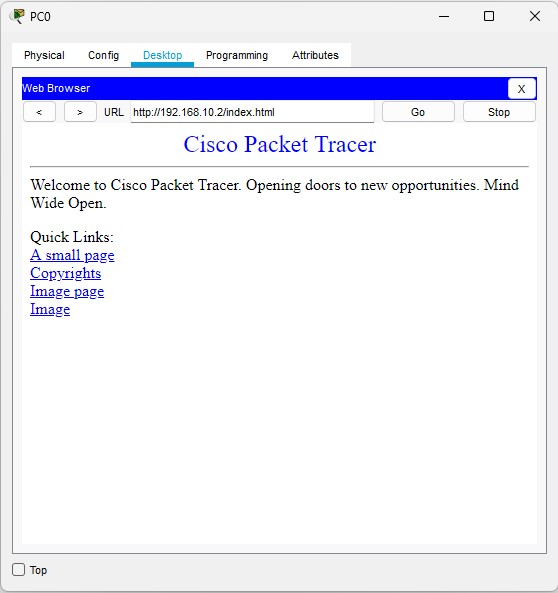 PC0
Physical Config Desktop Programming Attributes
Web Browser X
< > URL http://192.168.10.2/index.html Go Stop
Cisco Packet Tracer
Welcome to Cisco Packet Tracer. Opening doors to new opportunities. Mind
Wide Open.
Quick Links:
A small page
Copyrights
Image page
Image
Top